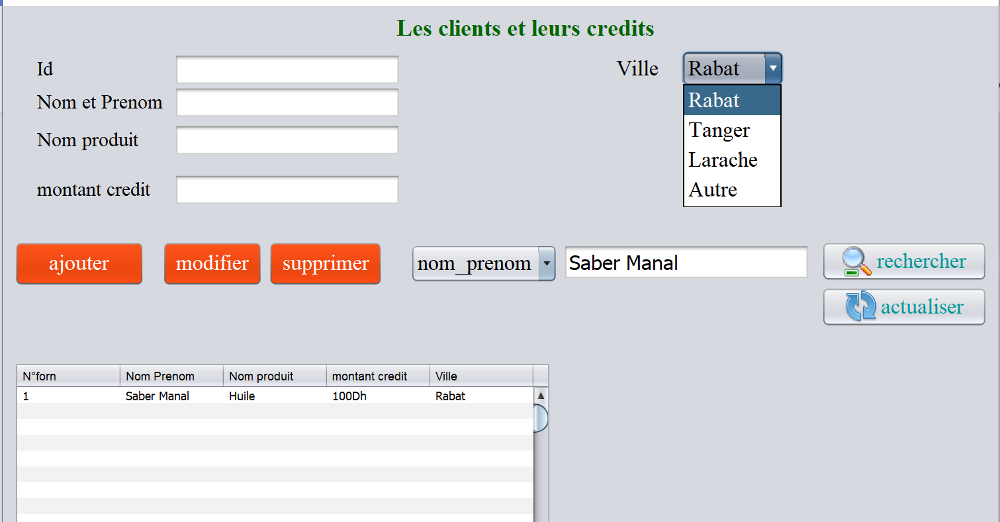 Les clients et leurs credits
Id
Ville
Rabat
Nom et Prenom
Rabat
Tanger
Nom produit
Larache
montant credit
Autre
ajouter
modifier
supprimer
nom_prenom
Saber Manal
rechercher
actualiser
N°forn Nom Prenom Nom produit montant credit Ville
1 Saber Manal Huile 100Dh Rabat